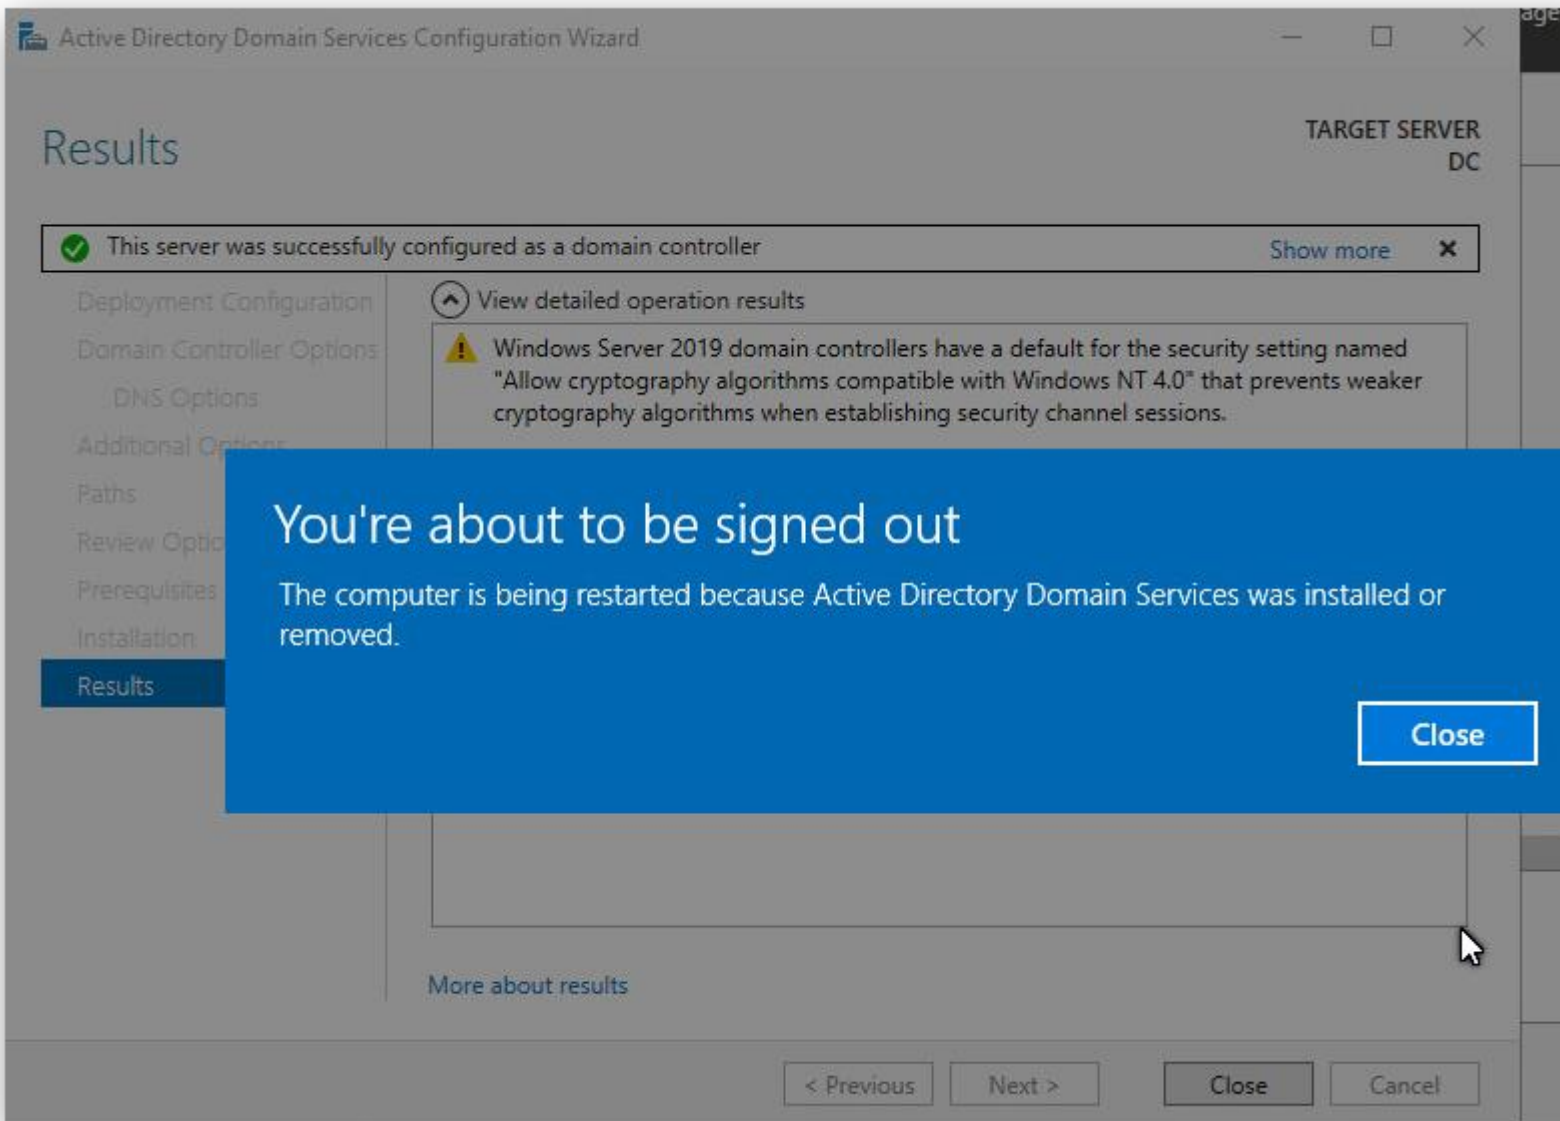 Active Directory Domain Services Configuration Wizard
Results
TARGET SERVER
DC
This server was successfully configured as a domain controller
Show more
Deployment Configuration
Domain Controller Options
DNS Options
Additional Options
Paths
Prerequisites
Installation
Results
View detailed operation results
Windows Server 2019 domain controllers have a default for the security setting named
"Allow cryptography algorithms compatible with Windows NT 4.0" that prevents weaker
cryptography algorithms when establishing security channel sessions.
You're about to be signed out
The computer is being restarted because Active Directory Domain Services was installed or
removed.
Close
More about results
< Previous
Next >
Close
Cancel